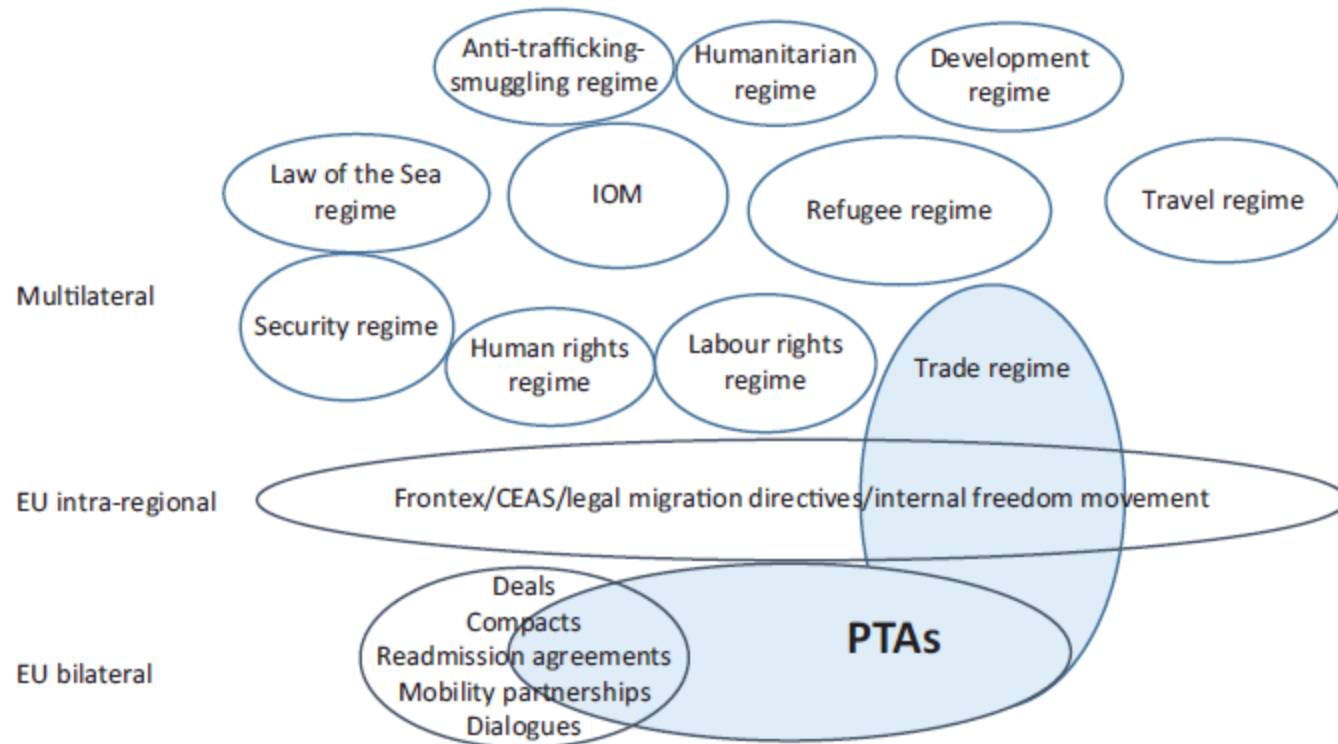 Anti-trafficking-
smuggling regime
Humanitarian
regime
Development
regime
Law of the Sea
regime
IOM
Refugee regime
Travel regime
Multilateral
Security regime
Human rights
regime
Labour rights
regime
Trade regime
EU intra-regional
Frontex/CEAS/legal migration directives/internal freedom movement
EU bilateral
Deals
Compacts
Readmission agreements
Mobility partnerships
Dialogues
PTAs